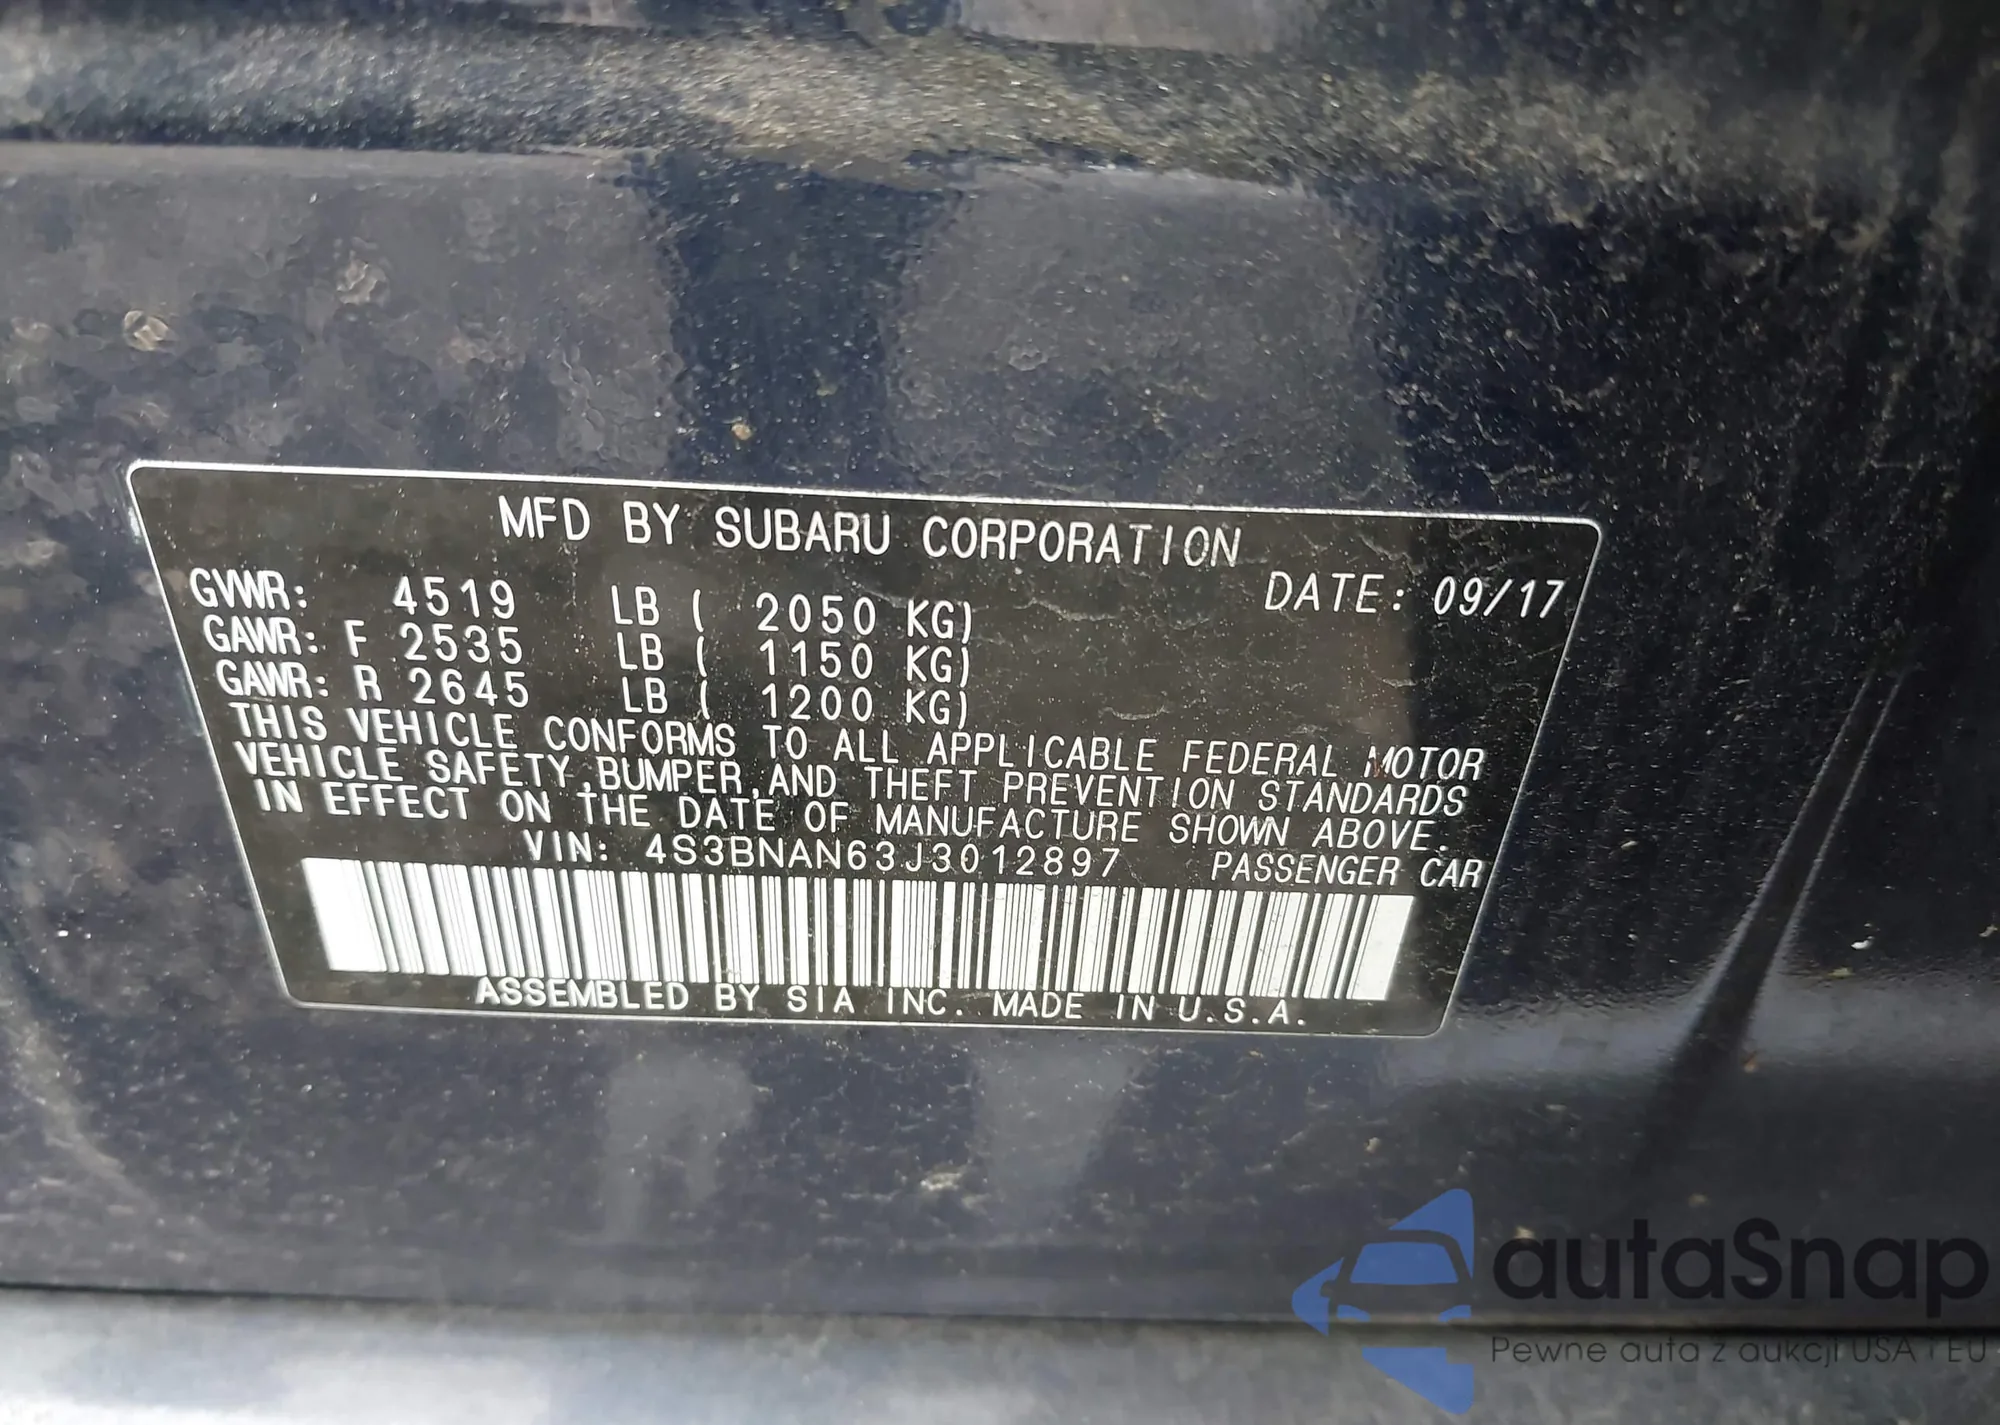 MFD BY SUBARU CORPORATION
DATE: 09/17
GVWR: 4519 LB ( 2050 KG)
GAWR: F 2535 LB ( 1150 KG)
GAWR: R 2645 LB ( 1200 KG)
THIS VEHICLE CONFORMS TO ALL APPLICABLE FEDERAL MOTOR
VEHICLE SAFETY,BUMPER,AND THEFT PREVENTION STANDARDS
IN EFFECT ON THE DATE OF MANUFACTURE SHOWN ABOVE.
VIN: 4S3BNAN63J3012897 PASSENGER CAR
ASSEMBLED BY SIA INC. MADE IN U.S.A.
autaSnap
Pewne auta z aukcji USA i EU